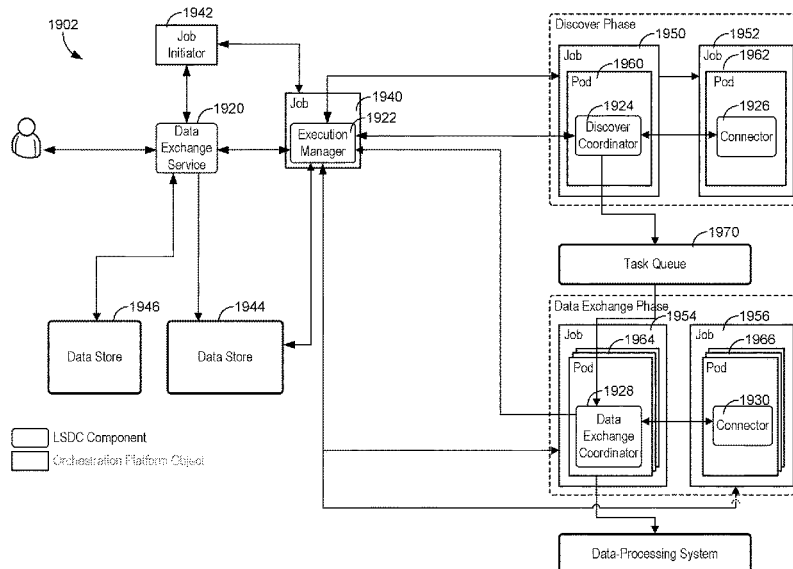 1902
1942
Job
Initiator
1920
Data
Exchange
Service
Job
1940
1922
Execution
Manager
1946
Data Store
1944
Data Store
LSDC Component
Orchestration Platform Object
Discover Phase
1950
Job
1960
Pod
1924
Discover
Coordinator
1952
Job
1962
Pod
1926
Connector
1970
Task Queue
Data Exchange Phase
1954
Job
1964
Pod
1928
Data
Exchange
Coordinator
1956
Job
1966
Pod
1930
Connector
Data-Processing System